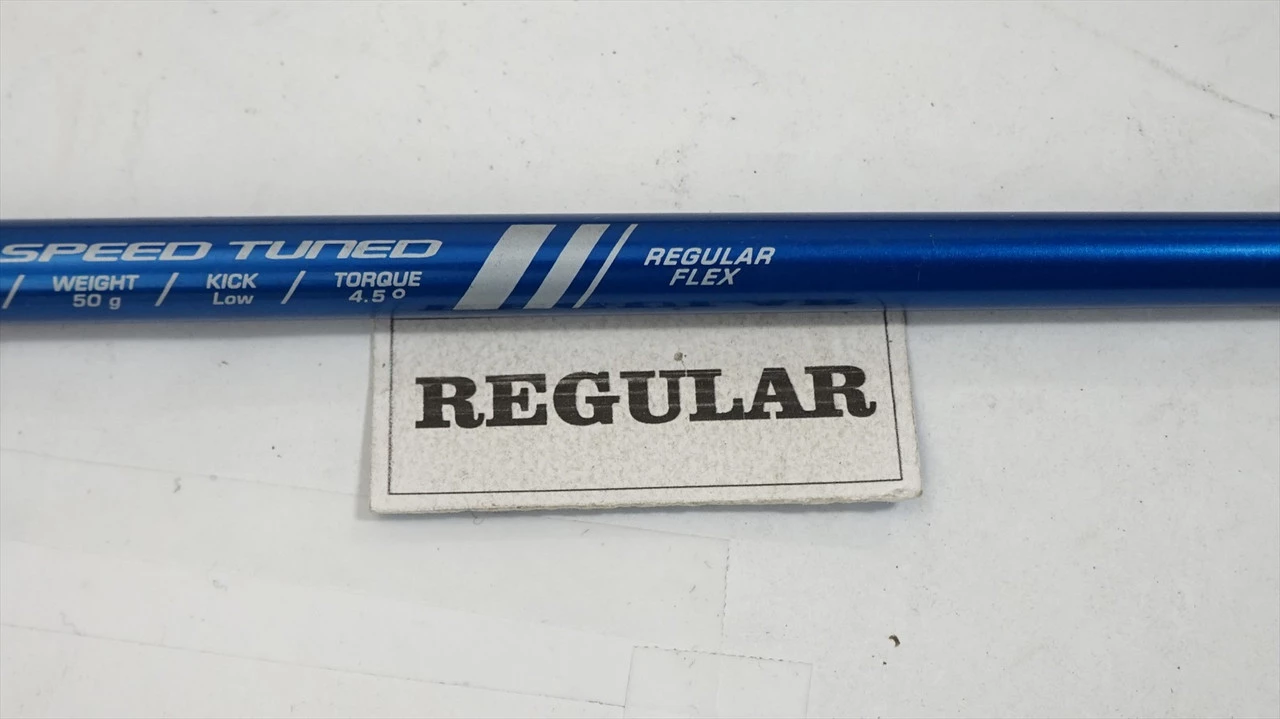 SPEED TUNED
/ WEIGHT / KICK / TORQUE
50 g Low 4.5°
REGULAR
FLEX
REGULAR